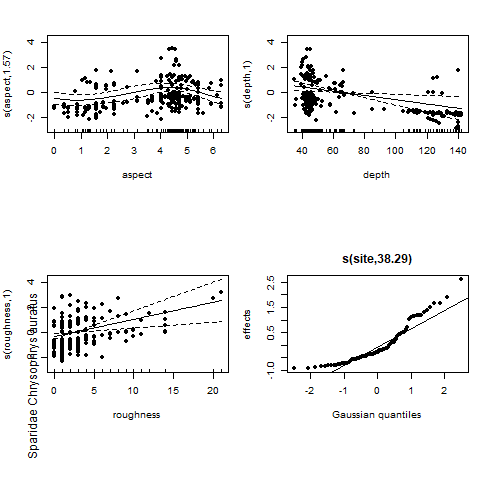 s(aspect,1.57)
4
2
0
-2
0 1 2 3 4 5 6
aspect
s(depth,1)
4
2
0
-2
40 60 80 100 120 140
depth
Sparidae Chrysophrys auratus
s(roughness,1)
4
0 5 10 15 20
roughness
s(site,38.29)
effects
2.5
1.5
0.5
-1.0
-2 -1 0 1 2
Gaussian quantiles